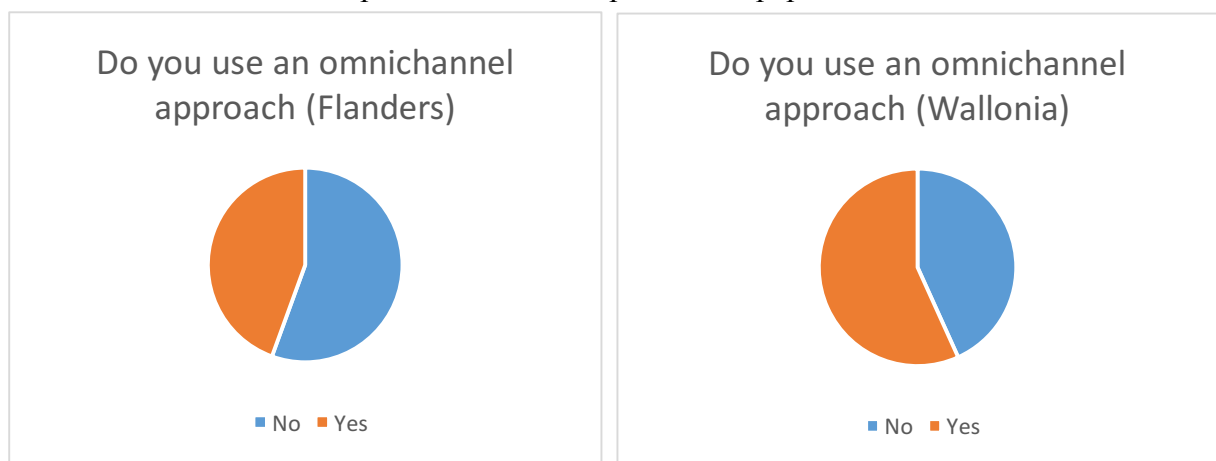 Do you use an omnichannel
approach (Flanders)
No Yes
Do you use an omnichannel
approach (Wallonia)
No Yes